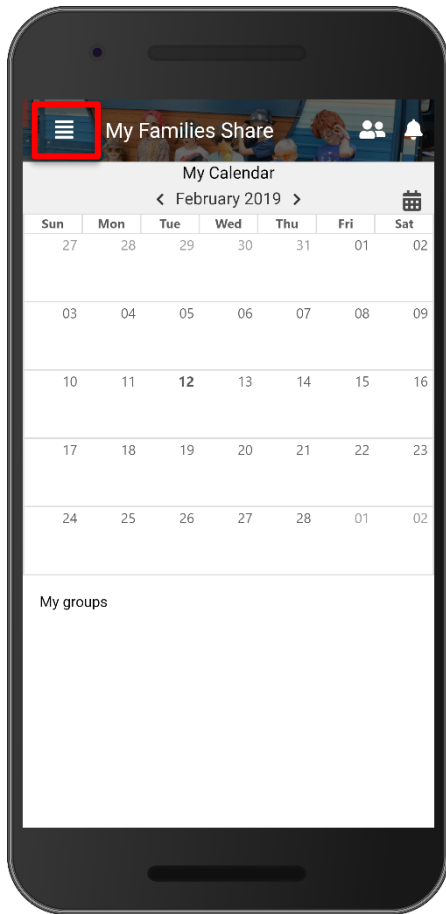 My Families Share
My Calendar
February 2019
Sun Mon Tue Wed Thu Fri Sat
27 28 29 30 31 01 02
03 04 05 06 07 08 09
10 11 12 13 14 15 16
17 18 19 20 21 22 23
24 25 26 27 28 01 02
My groups